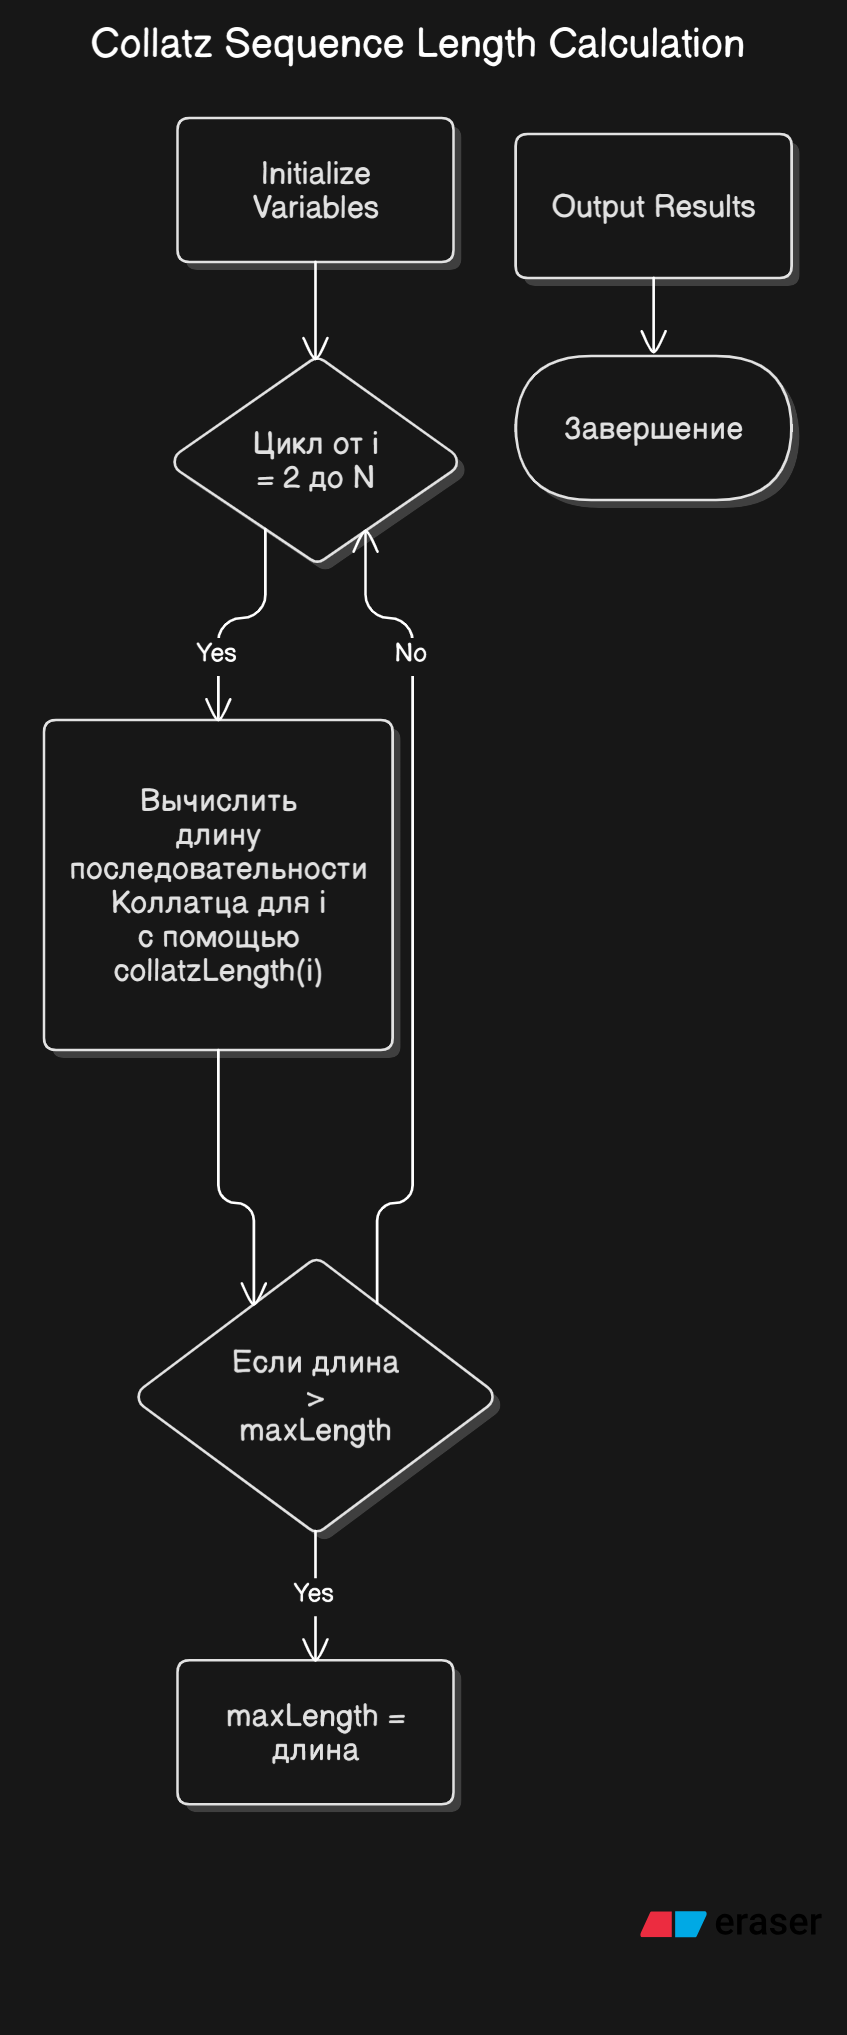 Collatz Sequence Length Calculation
Initialize
Variables
Output Results
Цикл от i
= 2 до N
Завершение
Yes
No
Вычислить
длину
последовательности
Коллатца для i
с помощью
collatzLength(i)
Если длина
>
maxLength
Yes
maxLength =
длина
eraser